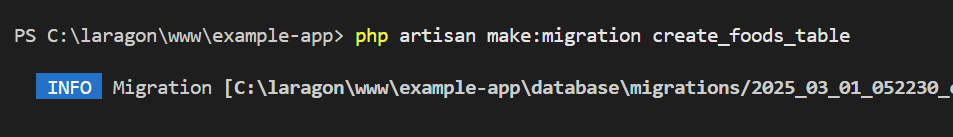 PS C:\laragon\www\example-app> php artisan make:migration create_foods_table
INFO Migration [C:\laragon\www\example-app\database\migrations/2025_03_01_052230_